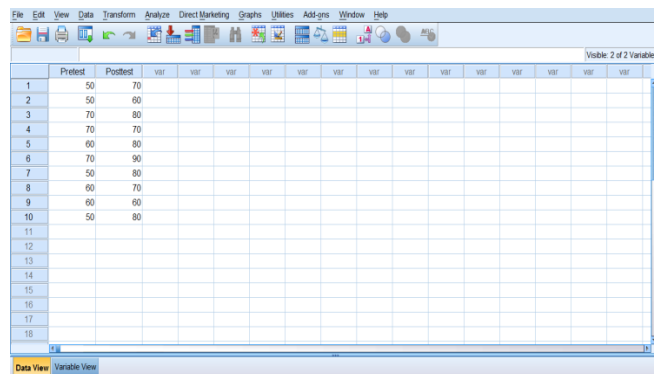 File Edit View Data Transform Analyze Direct Marketing Graphs Utilities Add-ons Window Help
Visible: 2 of 2 Variable
Pretest Posttest var var var var var var var var var var var var var
1 50 70
2 50 60
3 70 80
4 70 70
5 60 80
6 70 90
7 50 80
8 60 70
9 60 60
10 50 80
11
12
13
14
15
16
17
18
Data View Variable View